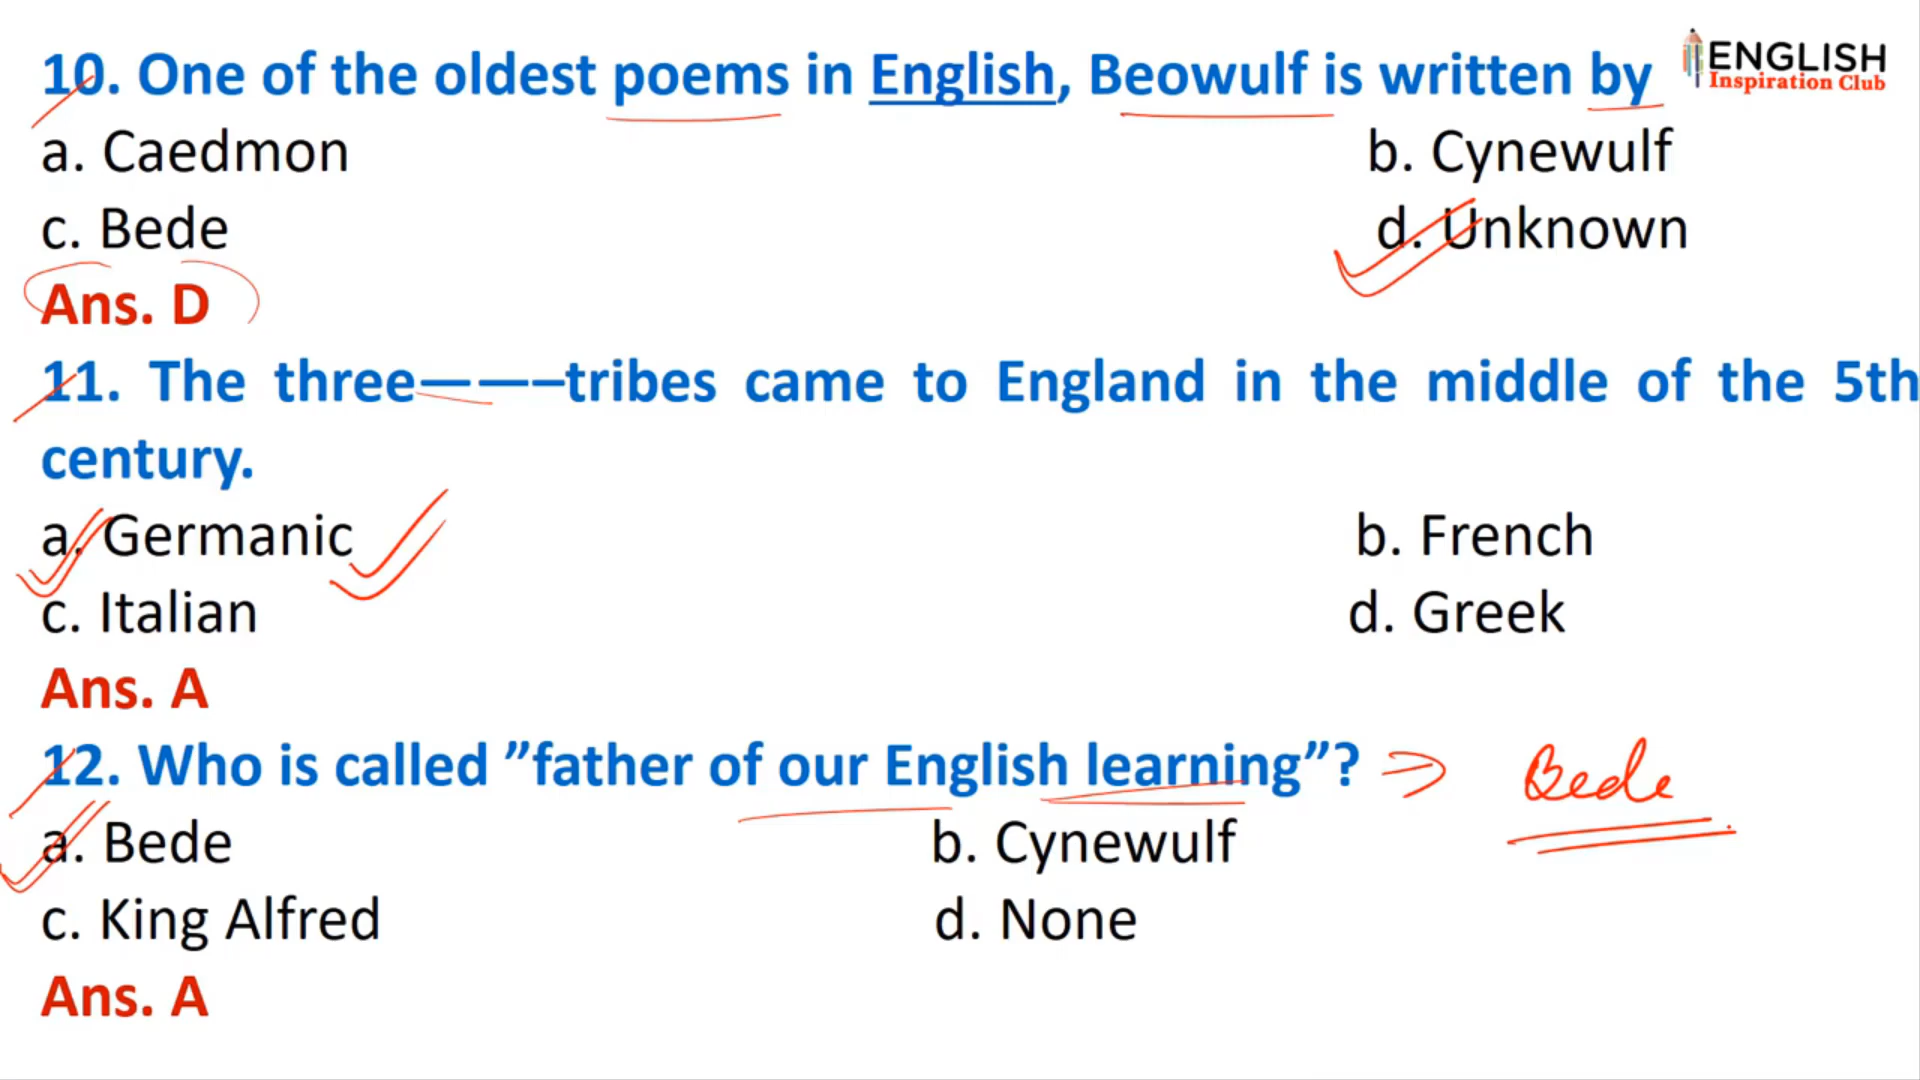 10. One of the oldest poems in English, Beowulf is written by
ENGLISH
Inspiration Club
a. Caedmon b. Cynewulf
c. Bede d. Unknown
Ans. D
11. The three———tribes came to England in the middle of the 5th
century.
a. Germanic b. French
c. Italian d. Greek
Ans. A
12. Who is called ”father of our English learning”? → Bede
a. Bede b. Cynewulf
c. King Alfred d. None
Ans. A